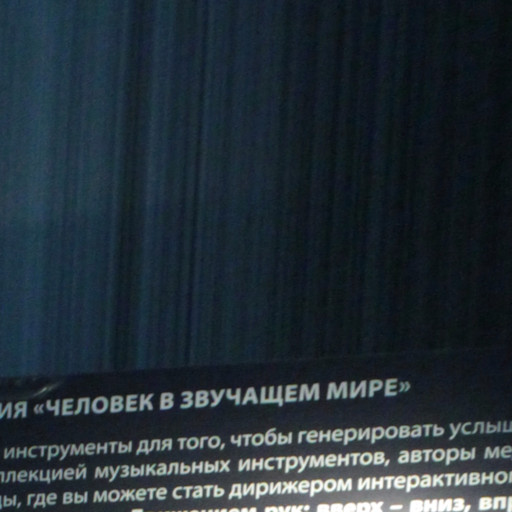 ИЯ «ЧЕЛОВЕК В ЗВУЧАЩЕМ МИРЕ»
инструменты для того, чтобы генерировать услыш
ллекцией музыкальных инструментов, авторы ме
ы, где вы можете стать дирижером интерактивно
рук: вверх – вниз, впр